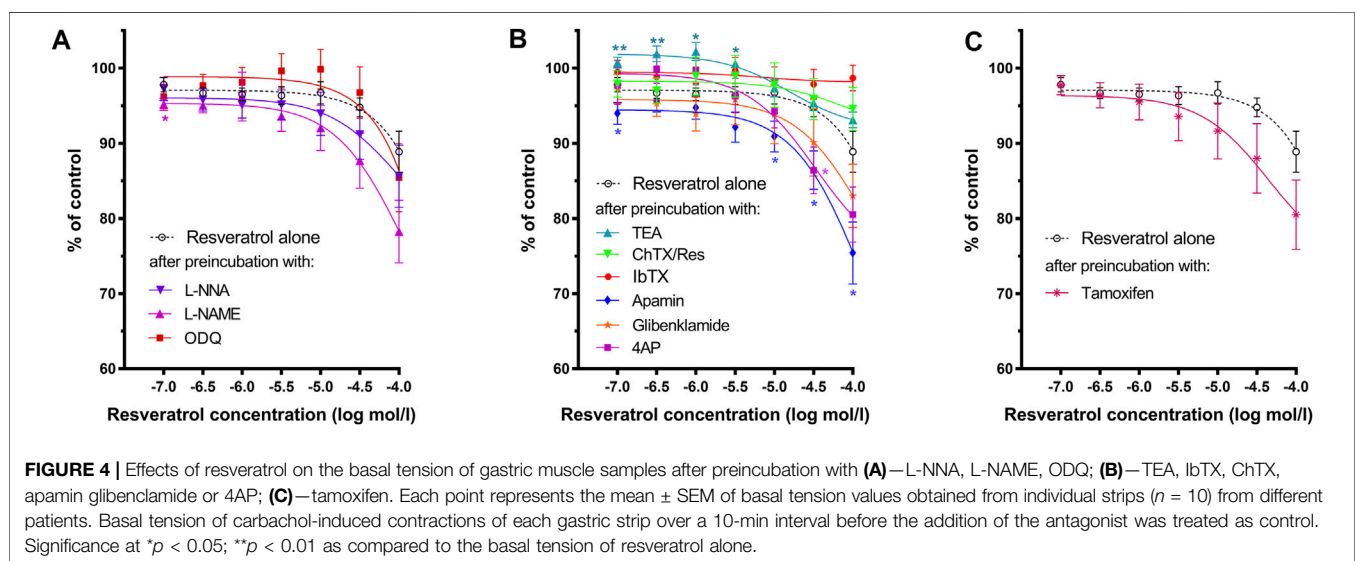 A
% of control
100
90
80
70
60
-7.0 -6.5 -6.0 -5.5 -5.0 -4.5 -4.0
Resveratrol concentration (log mol/l)
*
Resveratrol alone
after preincubation with:
L-NNA
L-NAME
ODQ
B
% of control
100
90
80
70
60
-7.0 -6.5 -6.0 -5.5 -5.0 -4.5 -4.0
Resveratrol concentration (log mol/l)
** ** * *
* * * * *
Resveratrol alone
after preincubation with:
TEA
ChTX/Res
IbTX
Apamin
Glibenklamide
4AP
C
% of control
100
90
80
70
60
-7.0 -6.5 -6.0 -5.5 -5.0 -4.5 -4.0
Resveratrol concentration (log mol/l)
Resveratrol alone
after preincubation with:
Tamoxifen
FIGURE 4 | Effects of resveratrol on the basal tension of gastric muscle samples after preincubation with (A)—L-NNA, L-NAME, ODQ; (B)—TEA, IbTX, ChTX,
apamin glibenclamide or 4AP; (C)—tamoxifen. Each point represents the mean ± SEM of basal tension values obtained from individual strips (n = 10) from different
patients. Basal tension of carbachol-induced contractions of each gastric strip over a 10-min interval before the addition of the antagonist was treated as control.
Significance at *p < 0.05; **p < 0.01 as compared to the basal tension of resveratrol alone.